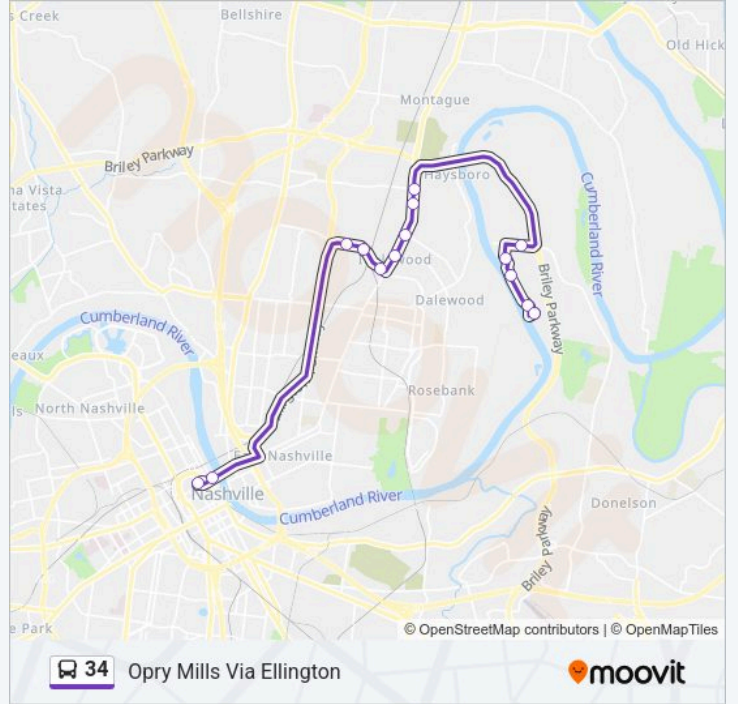 s Creek
Bellshire
Old Hick
Montague
Briley Parkway
Haysboro
na Vista
tates
Cumberland River
wood
Dalewood
Briley Parkway
Cumberland River
eaux
Rosebank
ls
North Nashville
Nashville
Nashville
Cumberland River
Donelson
Briley Parkway
e Park
© OpenStreetMap contributors | © OpenMapTiles
34 Opry Mills Via Ellington
moovit